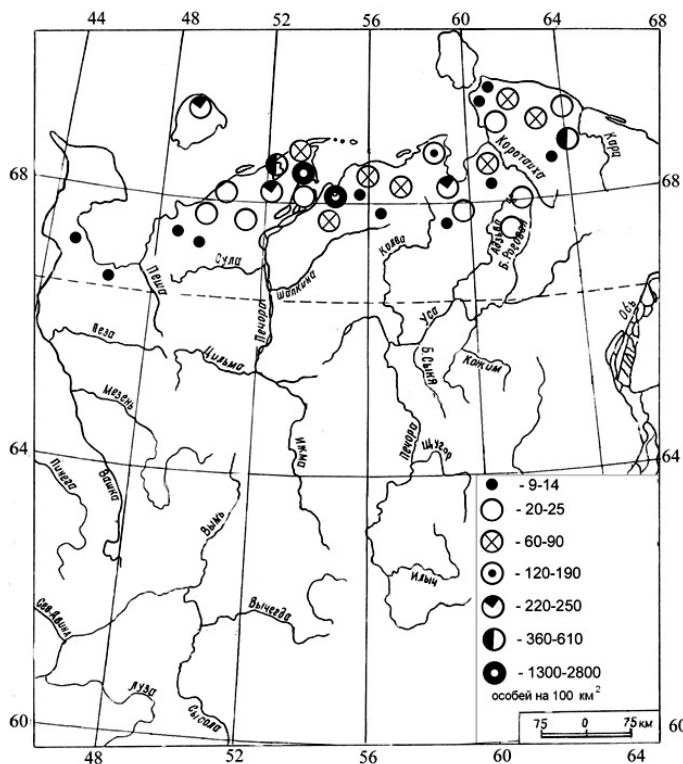 44 48 52 56 60 64 68
68
68
Кара
Коротаиха
Адзьва
Б.Роговая
Колва
Шапкина
Сула
Пеша
Печора
Уса
Обь
Пеза
Цильма
Б.Сыня
Кожим
Мезень
Ижма
Печора
Щугор
64
64
Пинега
Вашка
Вымь
Илыч
Вычегда
Сев.Двина
Луза
Сысола
- 9-14
- 20-25
- 60-90
- 120-190
- 220-250
- 360-610
- 1300-2800
особей на 100 км²
75 0 75 км
60
60
48 52 56 60 64